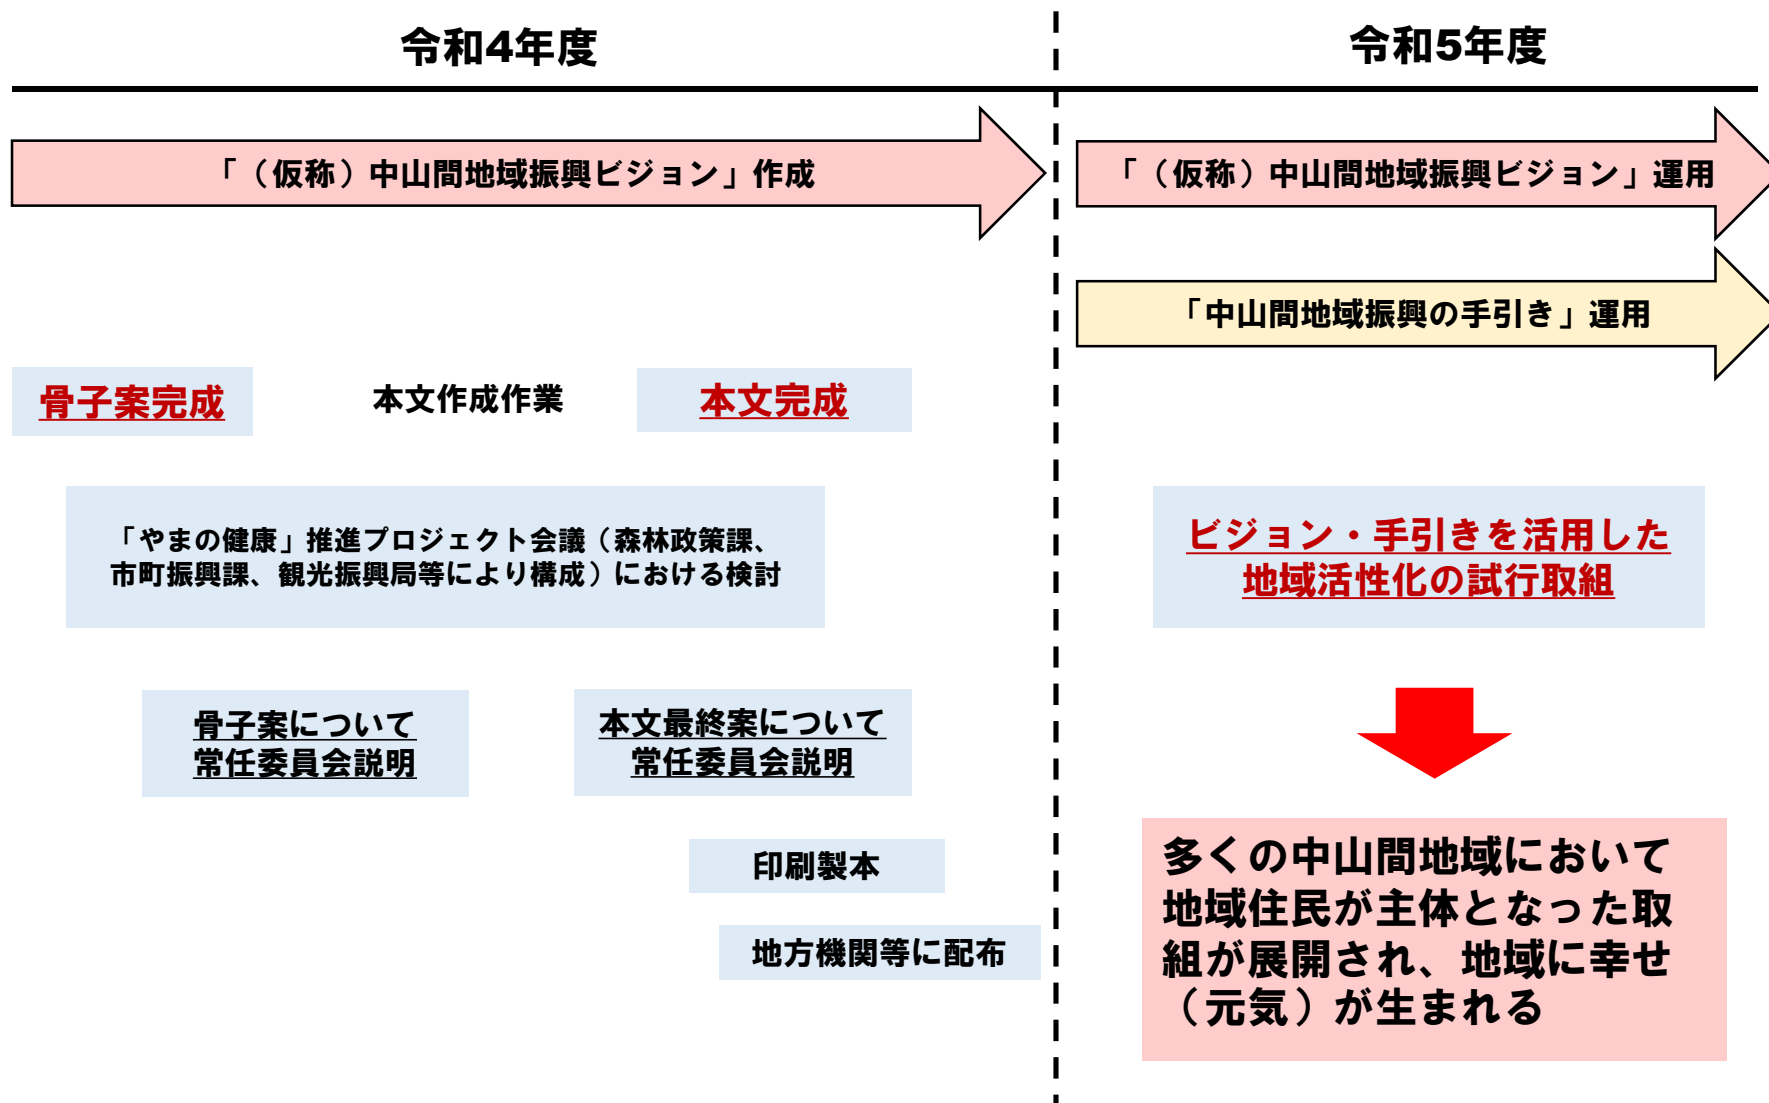 令和4年度
令和5年度
「（仮称）中山間地域振興ビジョン」作成
「（仮称）中山間地域振興ビジョン」運用
「中山間地域振興の手引き」運用
骨子案完成
本文作成作業
本文完成
「やまの健康」推進プロジェクト会議（森林政策課、
市町振興課、観光振興局等により構成）における検討
ビジョン・手引きを活用した
地域活性化の試行取組
骨子案について
常任委員会説明
本文最終案について
常任委員会説明
印刷製本
地方機関等に配布
多くの中山間地域において
地域住民が主体となった取
組が展開され、地域に幸せ
（元気）が生まれる